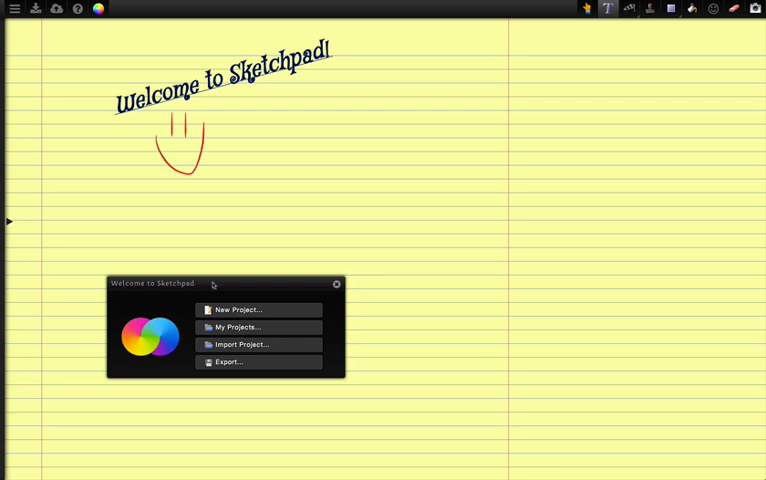 Welcome to Sketchpad!
Welcome to Sketchpad
New Project...
My Projects...
Import Project...
Export...